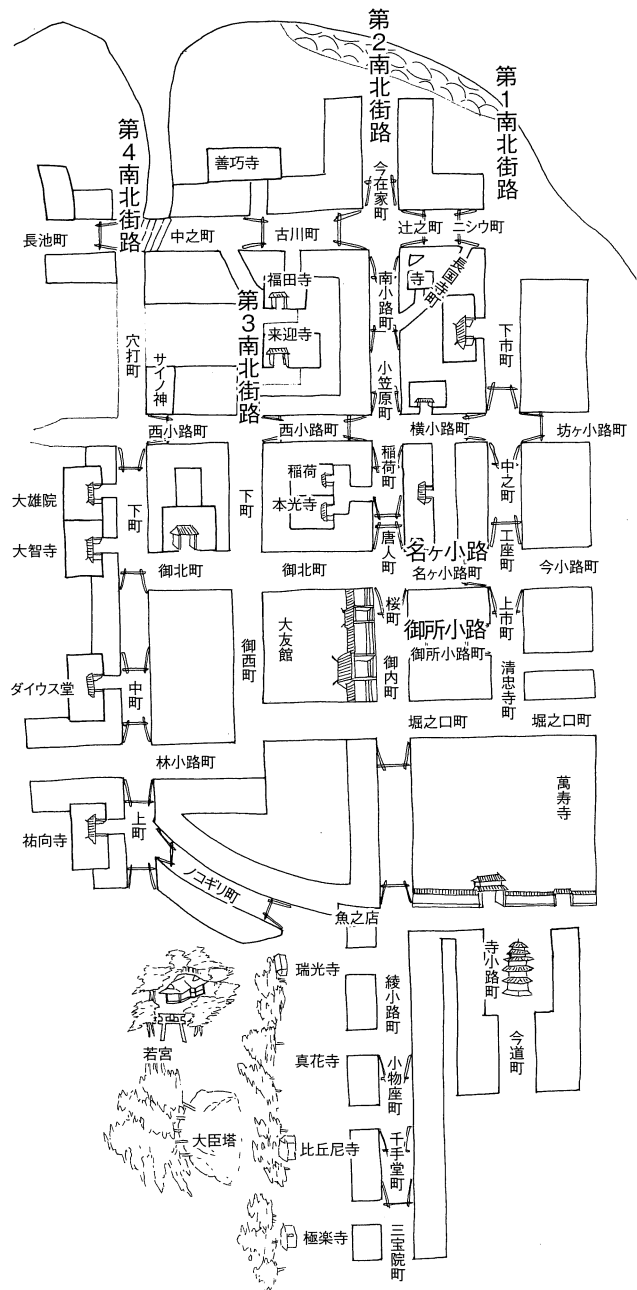 第2南北街路
第1南北街路
第4南北街路
善巧寺
今在家町
長池町
中之町
古川町
辻之町
ニシウ町
福田寺
南小路町
寺
長国寺町
第3南北街路
来迎寺
穴打町
サイノ神
小笠原町
下市町
西小路町
西小路町
横小路町
坊ヶ小路町
大雄院
下町
下町
稲荷
本光寺
稲荷町
中之町
大智寺
御北町
御北町
唐人町
名ヶ小路
名ヶ小路町
工座町
今小路町
御西町
大友館
桜町
御内町
御所小路
御所小路町
上市町
清忠寺町
ダイウス堂
中町
堀之口町
堀之口町
林小路町
萬寿寺
祐向寺
上町
ノコギリ町
魚之店
寺小路町
瑞光寺
綾小路町
今道町
若宮
真花寺
小物座町
大臣塔
比丘尼寺
千手堂町
極楽寺
三宝院町